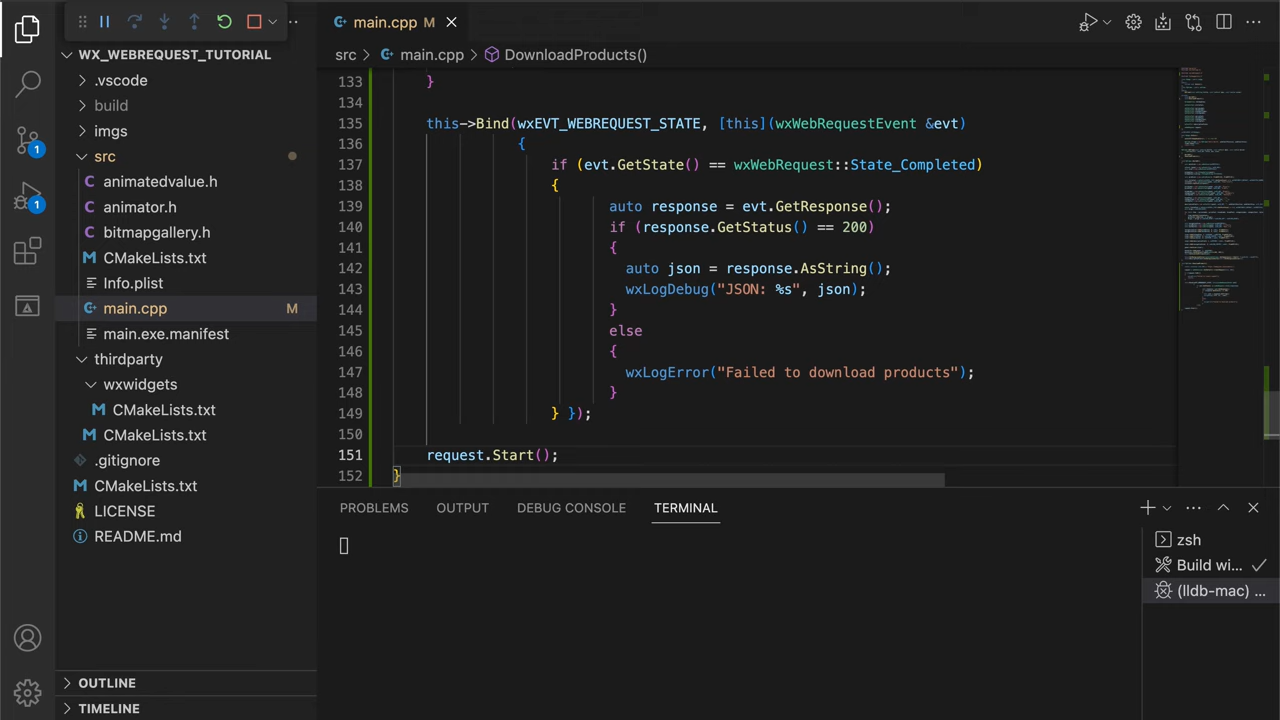 main.cpp M
WX_WEBREQUEST_TUTORIAL
src > main.cpp > DownloadProducts()
.vscode
build
imgs
src
animatedvalue.h
animator.h
bitmapgallery.h
CMakeLists.txt
Info.plist
main.cpp M
main.exe.manifest
thirdparty
wxwidgets
CMakeLists.txt
CMakeLists.txt
.gitignore
CMakeLists.txt
LICENSE
README.md
OUTLINE
TIMELINE
1
1
133 }
134
135 this->Bind(wxEVT_WEBREQUEST_STATE, [this](wxWebRequestEvent &evt)
136 {
137 if (evt.GetState() == wxWebRequest::State_Completed)
138 {
139 auto response = evt.GetResponse();
140 if (response.GetStatus() == 200)
141 {
142 auto json = response.AsString();
143 wxLogDebug("JSON: %s", json);
144 }
145 else
146 {
147 wxLogError("Failed to download products");
148 }
149 } });
150
151 request.Start();
152 }
PROBLEMS OUTPUT DEBUG CONSOLE TERMINAL
zsh
Build wi...
(lldb-mac) ...